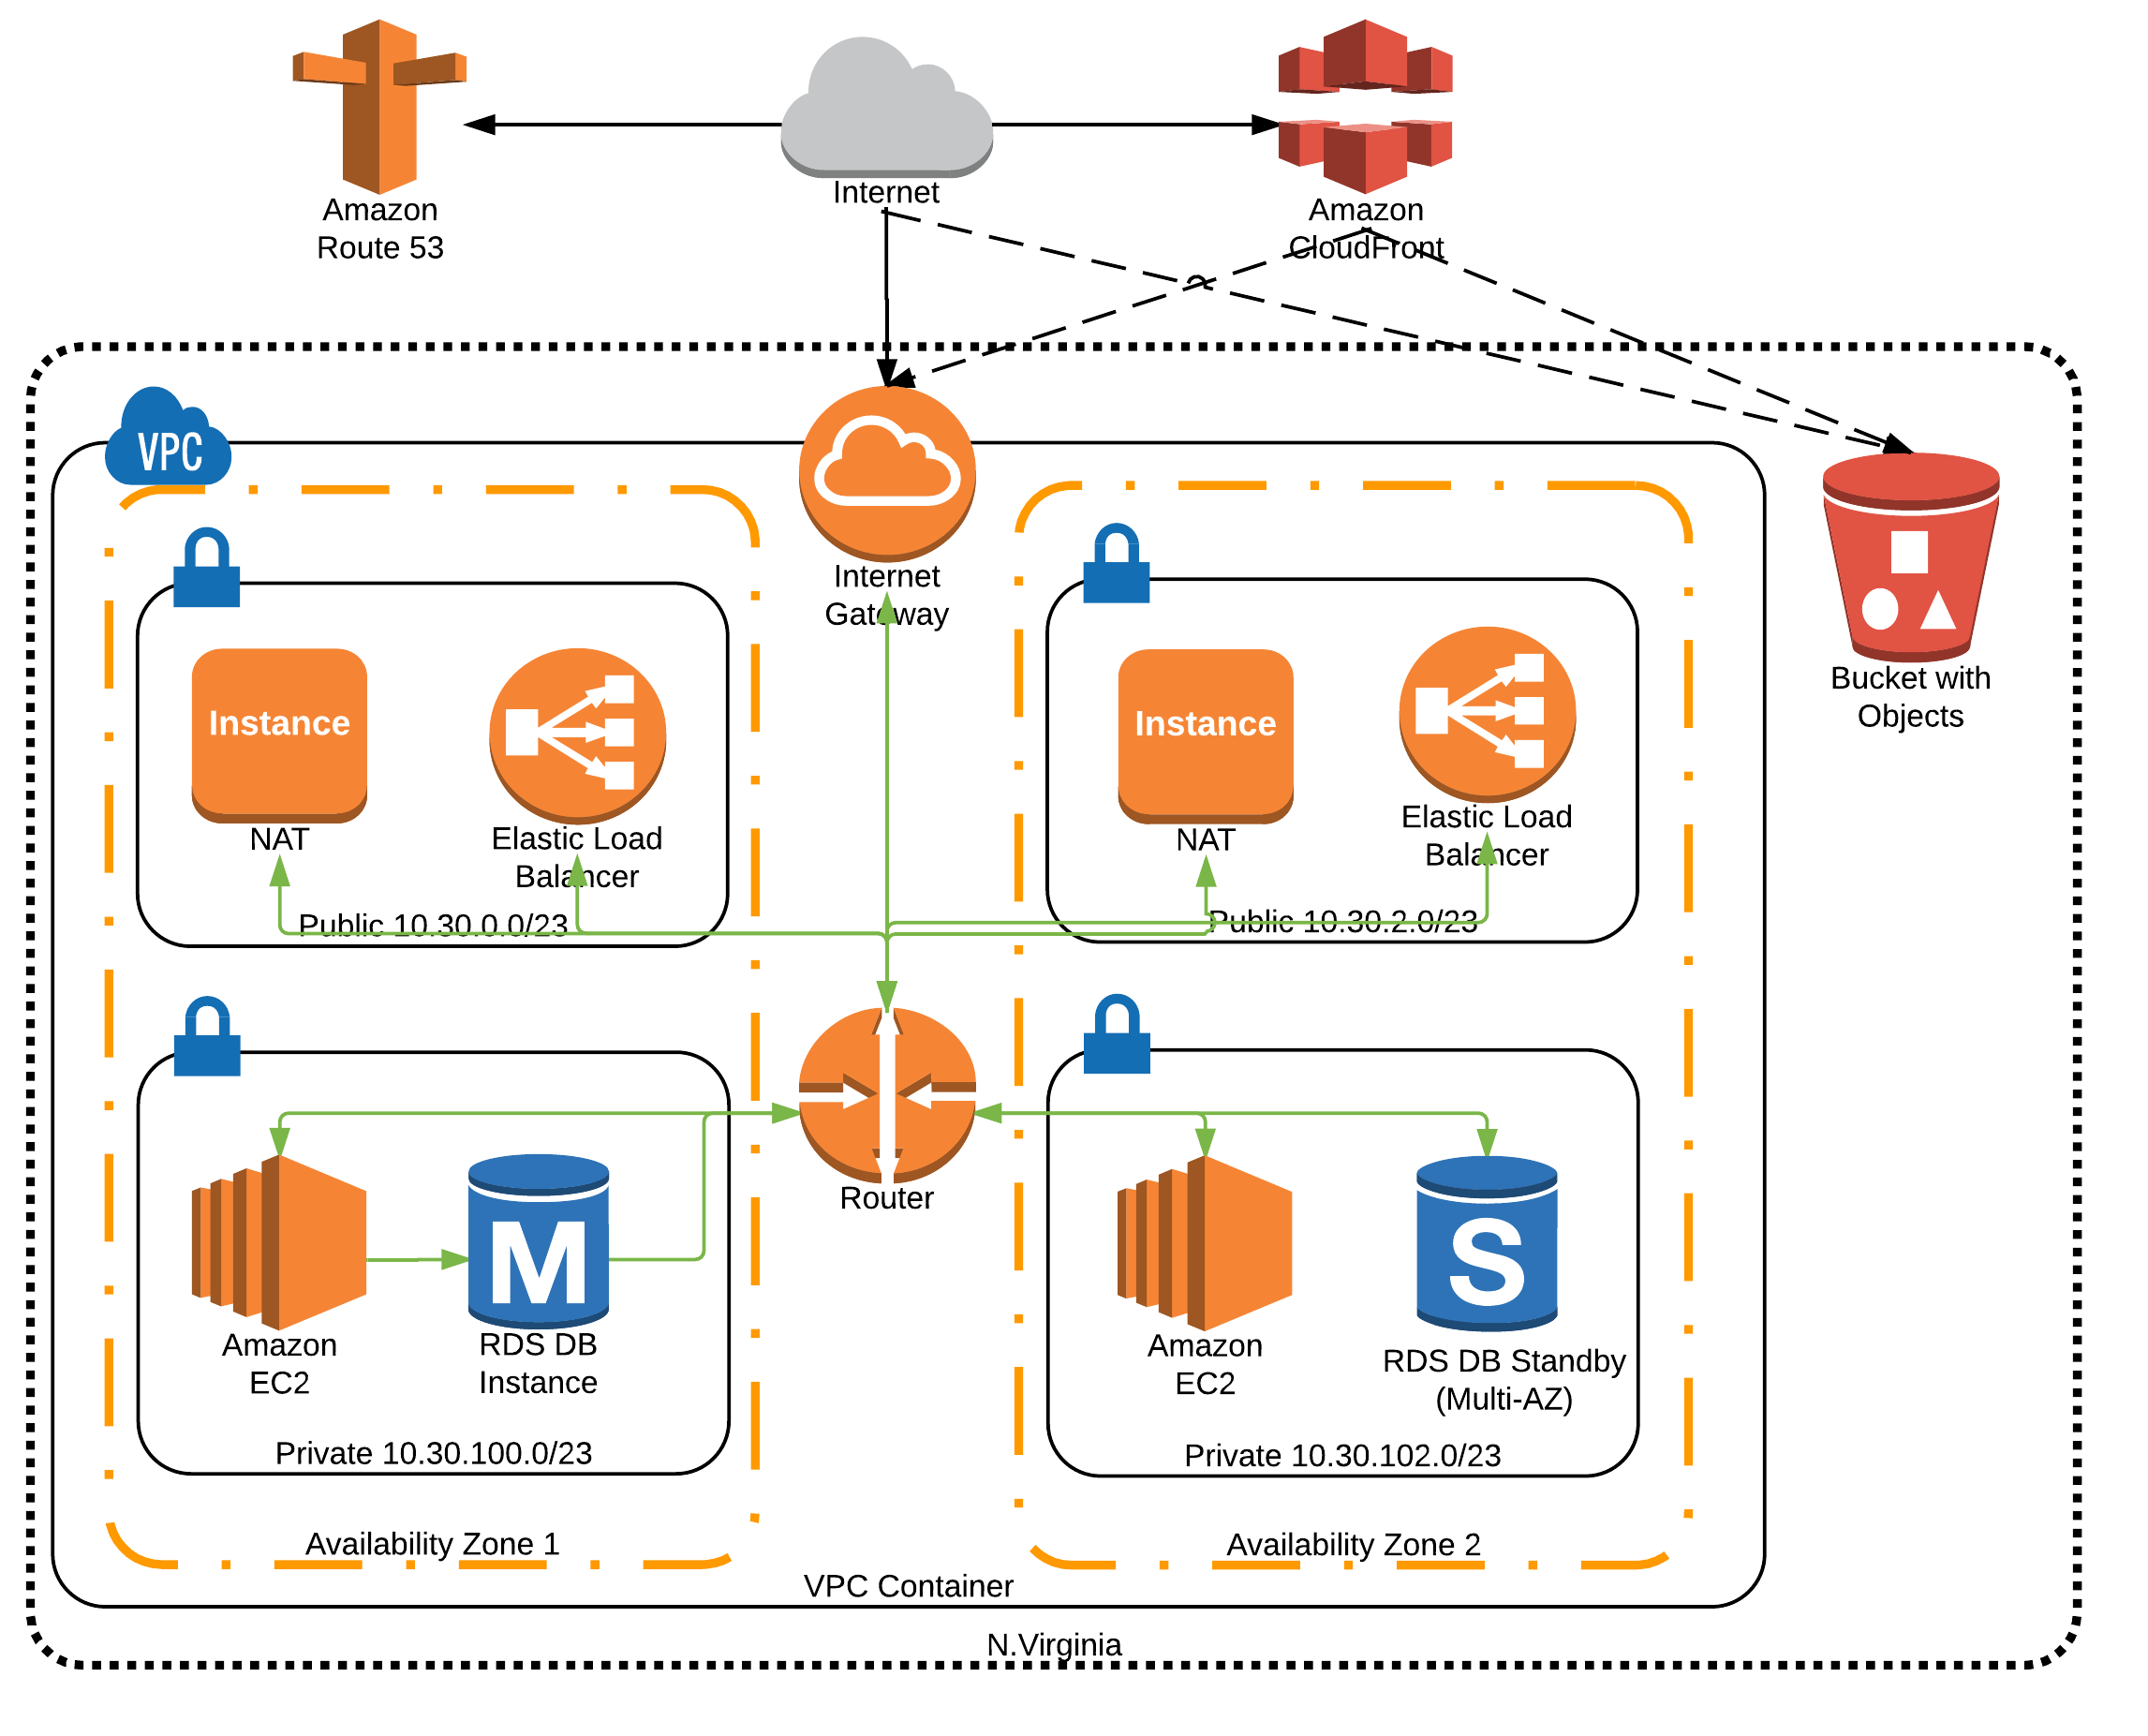 Amazon
Route 53
Internet
Amazon
CloudFront
VPC
Internet
Gateway
Instance
NAT
Elastic Load
Balancer
Public 10.30.0.0/23
Instance
NAT
Elastic Load
Balancer
Public 10.30.2.0/23
Bucket with
Objects
Router
Amazon
EC2
M
RDS DB
Instance
Private 10.30.100.0/23
Amazon
EC2
S
RDS DB Standby
(Multi-AZ)
Private 10.30.102.0/23
Availability Zone 1
Availability Zone 2
VPC Container
N.Virginia